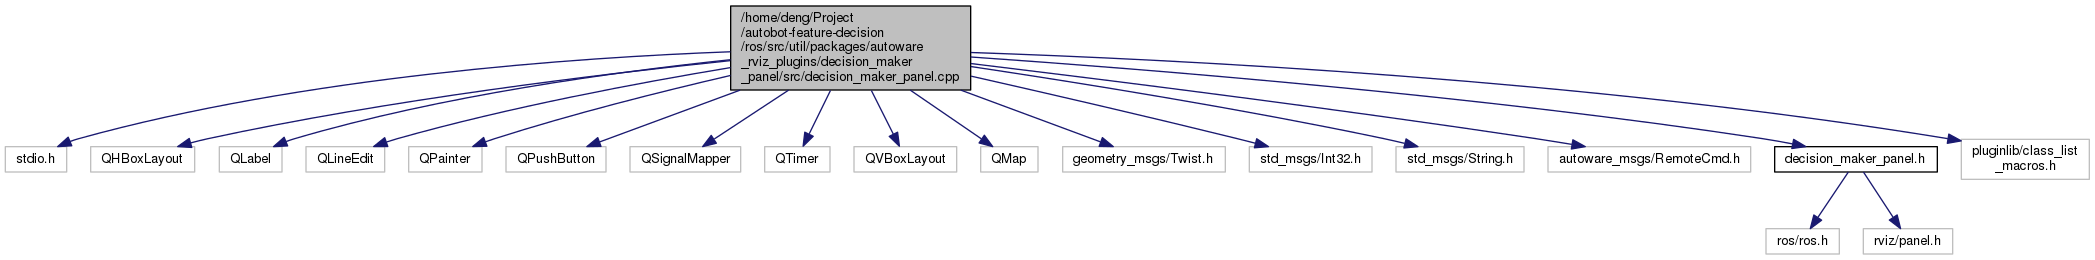 /home/deng/Project
/autobot-feature-decision
/ros/src/util/packages/autoware
_rviz_plugins/decision_maker
_panel/src/decision_maker_panel.cpp
stdio.h
QHBoxLayout
QLabel
QLineEdit
QPainter
QPushButton
QSignalMapper
QTimer
QVBoxLayout
QMap
geometry_msgs/Twist.h
std_msgs/Int32.h
std_msgs/String.h
autoware_msgs/RemoteCmd.h
decision_maker_panel.h
pluginlib/class_list
_macros.h
ros/ros.h
rviz/panel.h